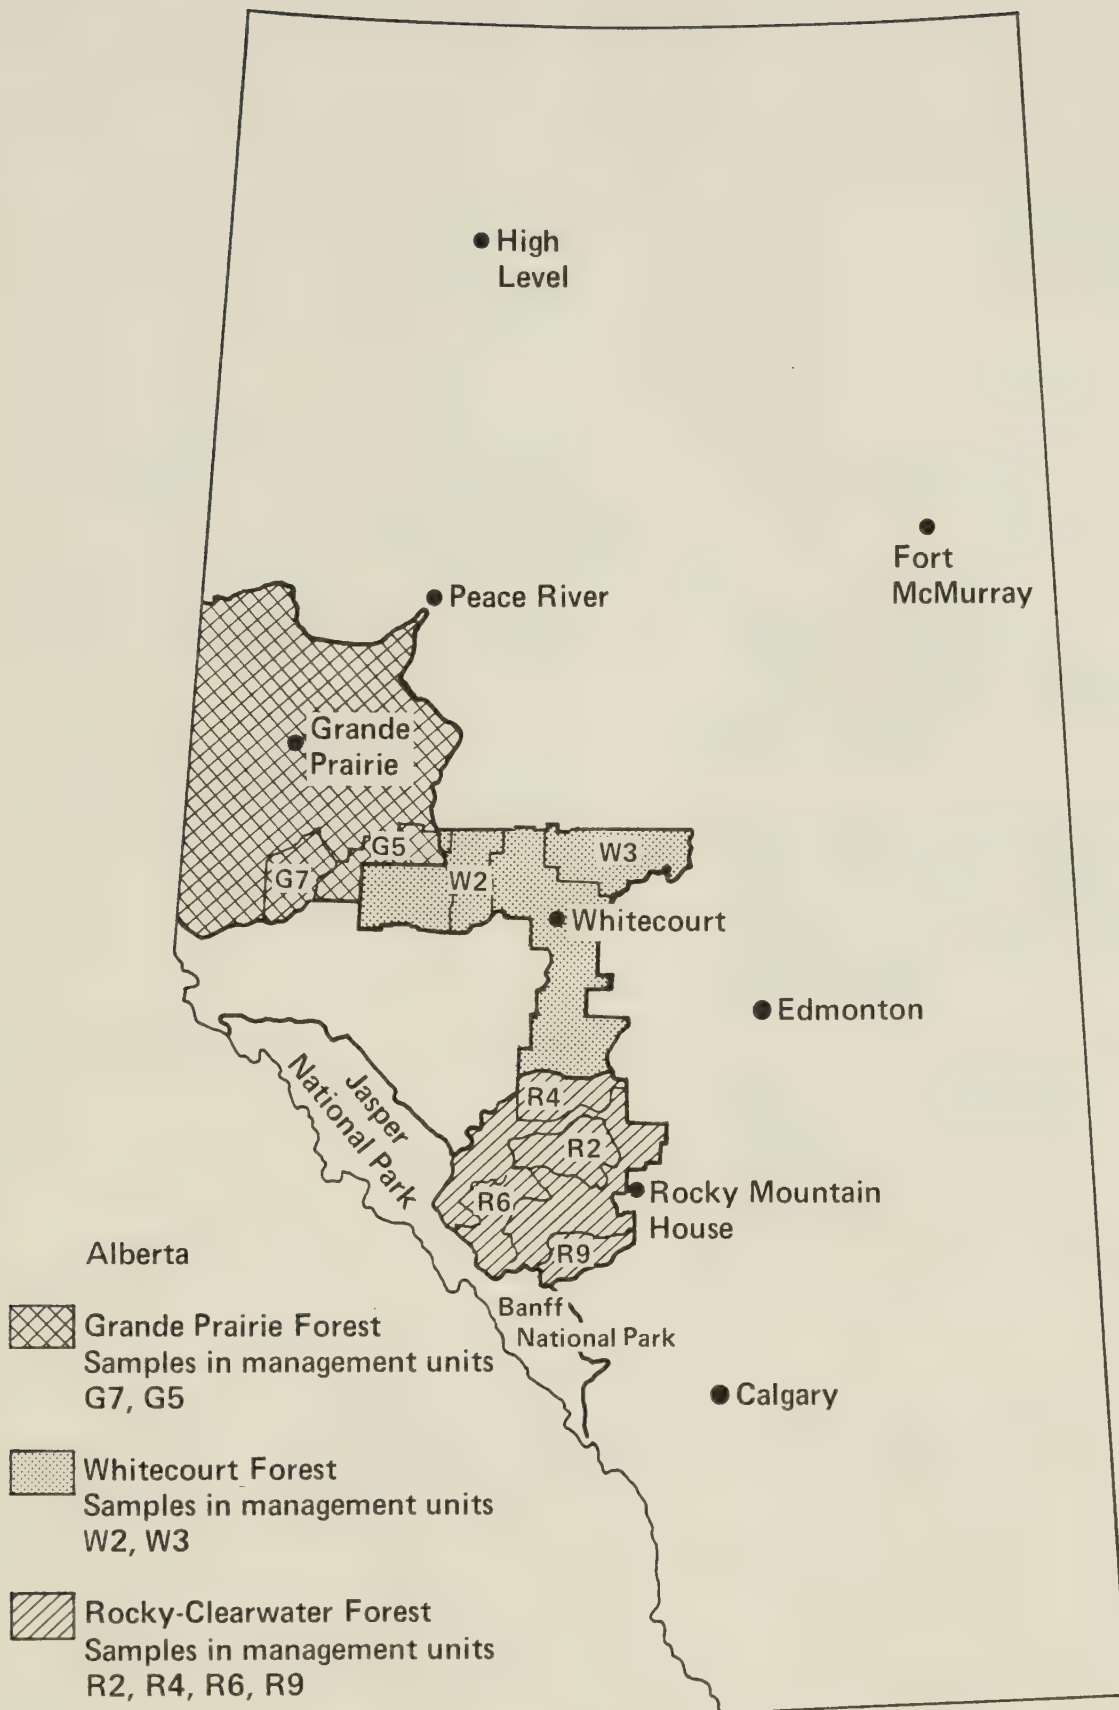 High
Level
Fort
McMurray
Peace River
Grande
Prairie
G5
G7
W2
W3
Whitecourt
Edmonton
Jasper
National Park
R4
R2
R6
Rocky Mountain
House
R9
Banff
National Park
Calgary
Alberta
Grande Prairie Forest
Samples in management units
G7, G5
Whitecourt Forest
Samples in management units
W2, W3
Rocky-Clearwater Forest
Samples in management units
R2, R4, R6, R9